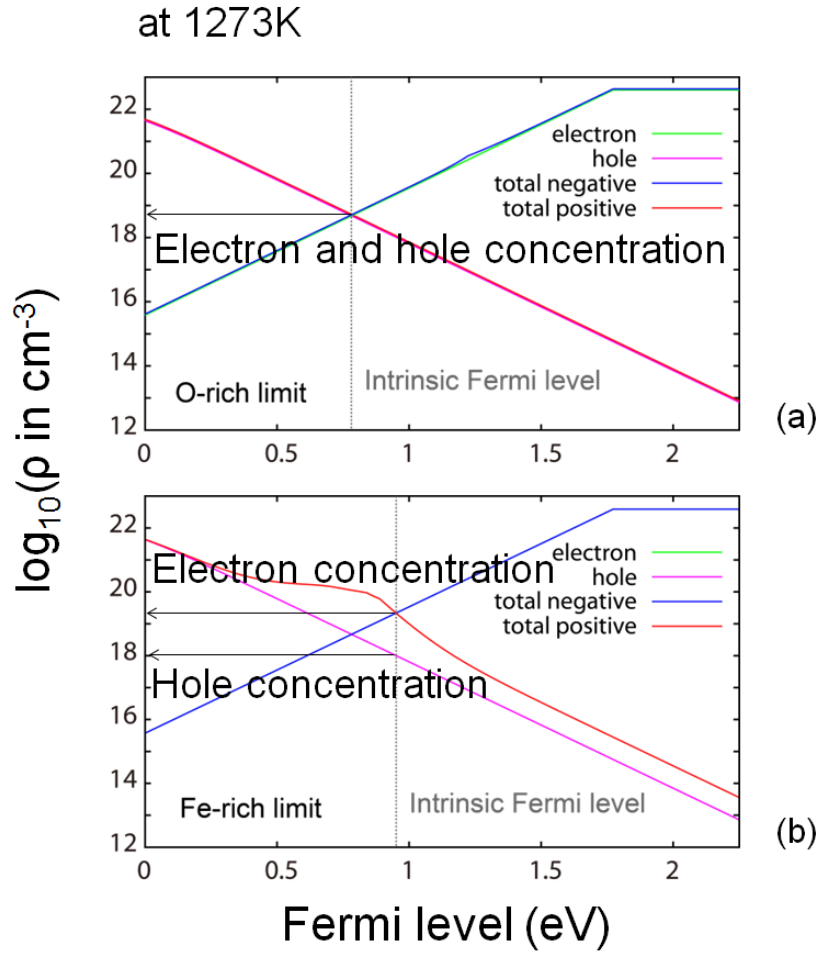 at 1273K
log₁₀(ρ in cm⁻³)
22
20
18
16
14
12
electron
hole
total negative
total positive
Electron and hole concentration
O-rich limit
Intrinsic Fermi level
0
0.5
1
1.5
2
(a)
22
20
18
16
14
12
electron
hole
total negative
total positive
Electron concentration
Hole concentration
Fe-rich limit
Intrinsic Fermi level
0
0.5
1
1.5
2
(b)
Fermi level (eV)